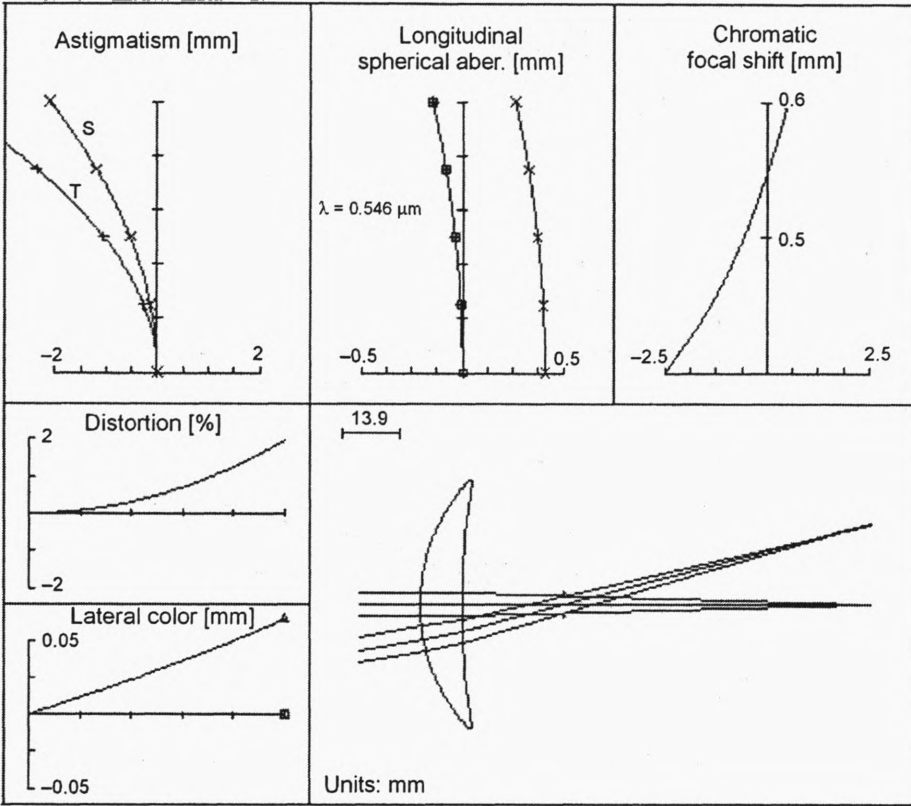 Astigmatism [mm]
S
T
–2
2
Longitudinal
spherical aber. [mm]
λ = 0.546 μm
–0.5
0.5
Chromatic
focal shift [mm]
0.6
0.5
–2.5
2.5
Distortion [%]
2
–2
Lateral color [mm]
0.05
–0.05
13.9
Units: mm